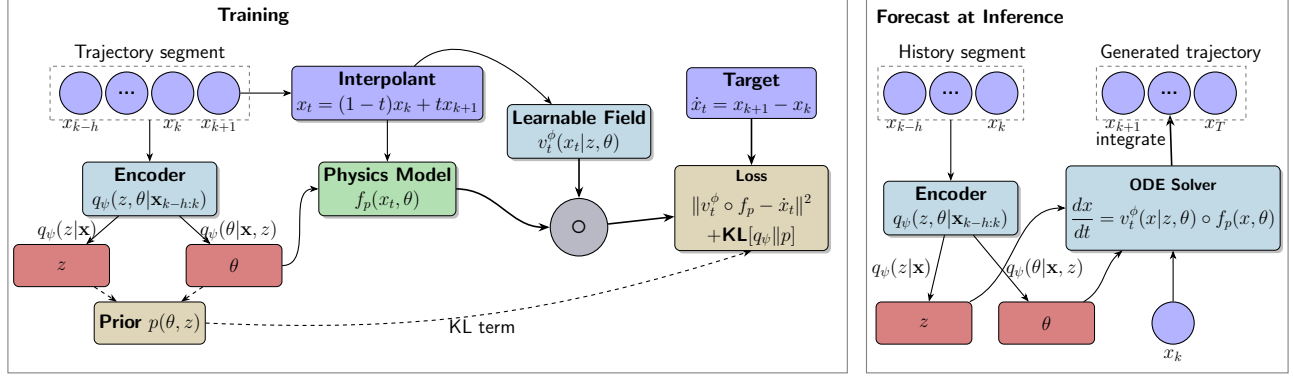 Training
Trajectory segment
...
x_{k−h}
x_k
x_{k+1}
Interpolant
x_t = (1 − t)x_k + tx_{k+1}
Learnable Field
v_t^ϕ(x_t|z, θ)
Target
ẋ_t = x_{k+1} − x_k
Encoder
q_ψ(z, θ|𝐱_{k−h:k})
Physics Model
f_p(x_t, θ)
Loss
∥v_t^ϕ ∘ f_p − ẋ_t∥²
+KL[q_ψ∥p]
∘
q_ψ(z|𝐱)
q_ψ(θ|𝐱, z)
z
θ
Prior p(θ, z)
KL term
Forecast at Inference
History segment
...
x_{k−h}
x_k
Generated trajectory
...
x_{k+1}
x_T
integrate
Encoder
q_ψ(z, θ|𝐱_{k−h:k})
ODE Solver
dx/dt = v_t^ϕ(x|z, θ) ∘ f_p(x, θ)
q_ψ(z|𝐱)
q_ψ(θ|𝐱, z)
z
θ
x_k